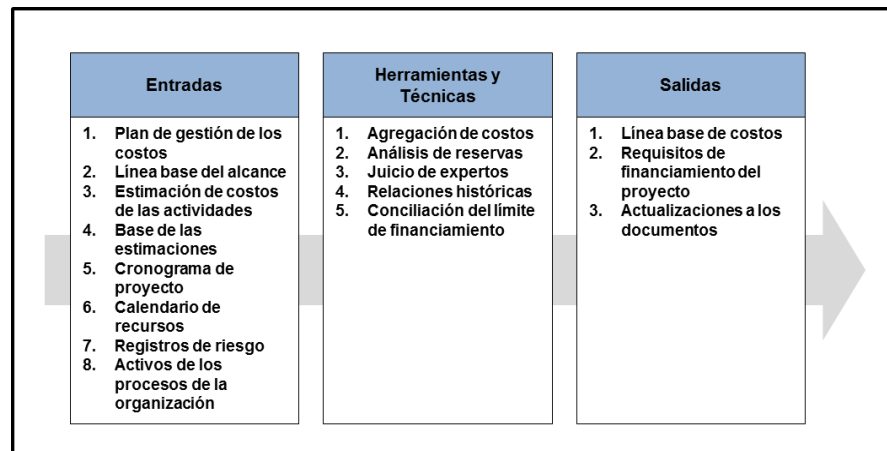 Entradas
1. Plan de gestión de los
costos
2. Línea base del alcance
3. Estimación de costos
de las actividades
4. Base de las
estimaciones
5. Cronograma de
proyecto
6. Calendario de
recursos
7. Registros de riesgo
8. Activos de los
procesos de la
organización
Herramientas y
Técnicas
1. Agregación de costos
2. Análisis de reservas
3. Juicio de expertos
4. Relaciones históricas
5. Conciliación del límite
de financiamiento
Salidas
1. Línea base de costos
2. Requisitos de
financiamiento del
proyecto
3. Actualizaciones a los
documentos